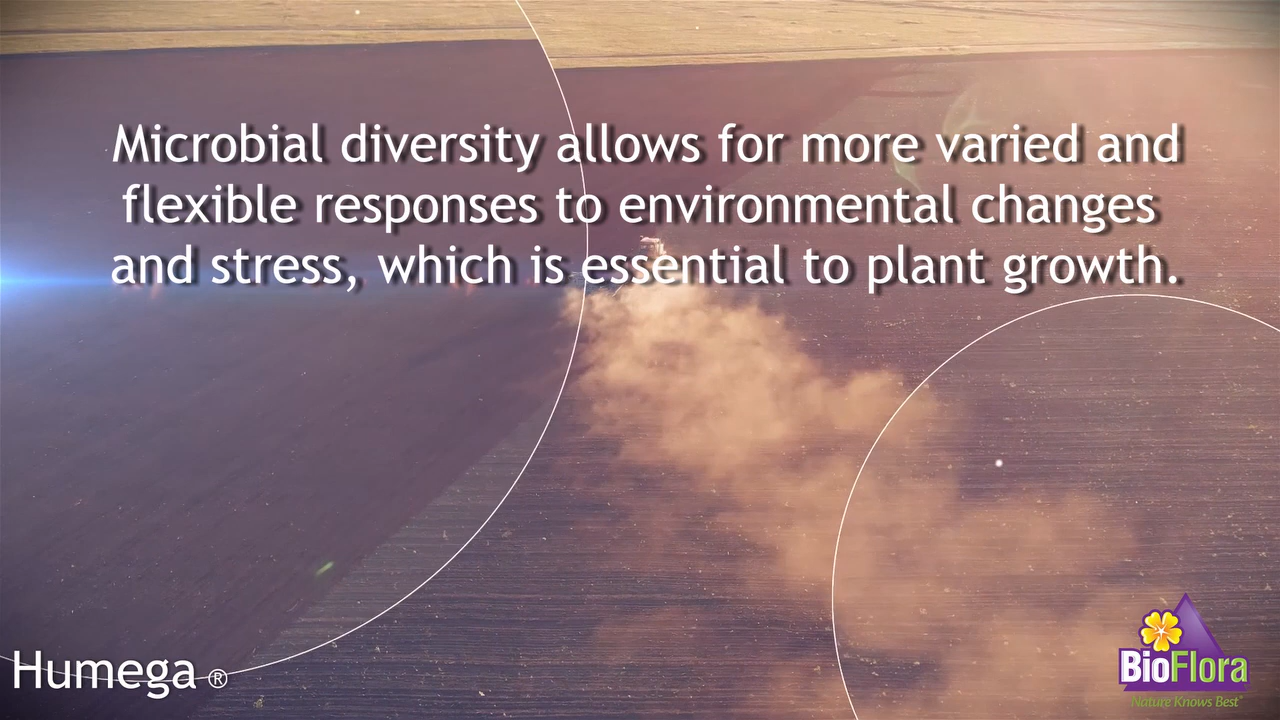 Microbial diversity allows for more varied and
flexible responses to environmental changes
and stress, which is essential to plant growth.
Humega ®
BioFlora
Nature Knows Best